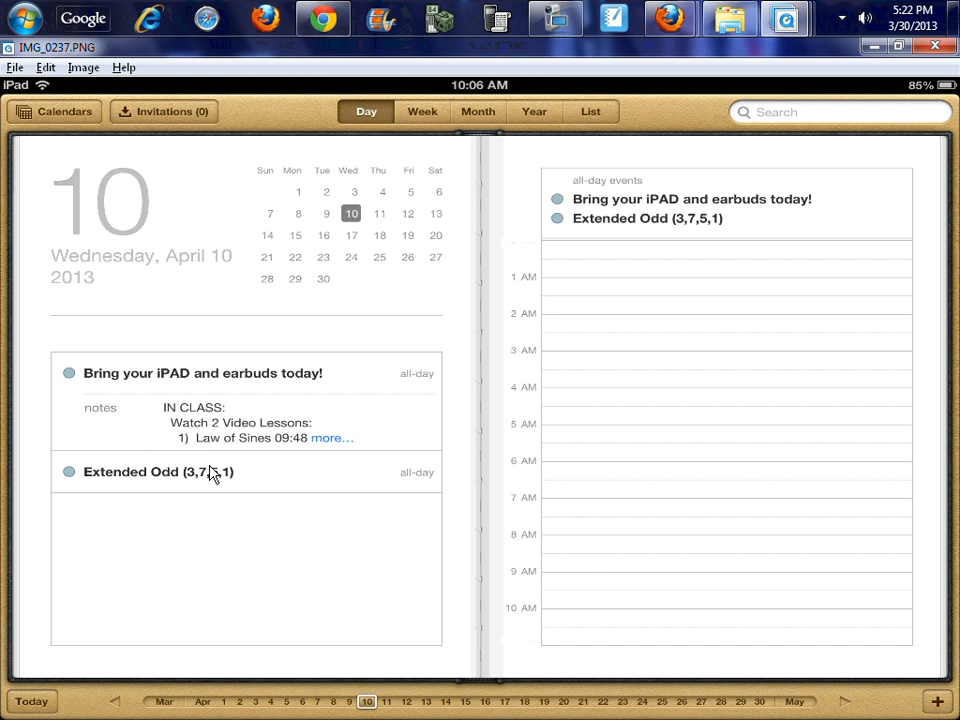 Google
64
5:22 PM
3/30/2013
IMG_0237.PNG
File Edit Image Help
iPad 10:06 AM 85%
Calendars Invitations (0) Day Week Month Year List Search
10
Wednesday, April 10
2013
Sun Mon Tue Wed Thu Fri Sat
1 2 3 4 5 6
7 8 9 10 11 12 13
14 15 16 17 18 19 20
21 22 23 24 25 26 27
28 29 30
Bring your iPAD and earbuds today! all-day
notes IN CLASS:
Watch 2 Video Lessons:
1) Law of Sines 09:48 more...
Extended Odd (3,7,5,1) all-day
all-day events
Bring your iPAD and earbuds today!
Extended Odd (3,7,5,1)
1 AM
2 AM
3 AM
4 AM
5 AM
6 AM
7 AM
8 AM
9 AM
10 AM
Today Mar Apr 1 2 3 4 5 6 7 8 9 10 11 12 13 14 15 16 17 18 19 20 21 22 23 24 25 26 27 28 29 30 May